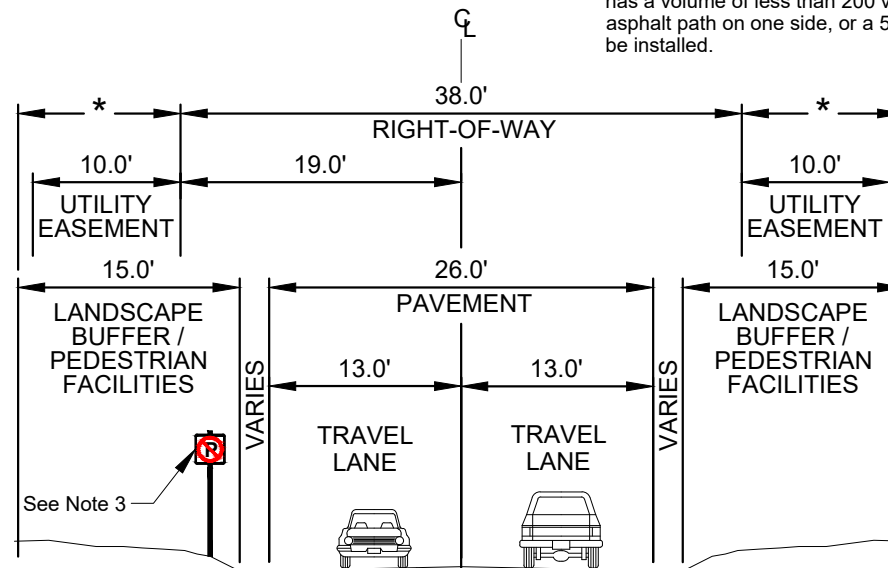 has a volume of less than 200 v
asphalt path on one side, or a 5
be installed.
CL
* 38.0' *
RIGHT-OF-WAY
10.0' 19.0' 10.0'
UTILITY
EASEMENT
UTILITY
EASEMENT
15.0' 26.0' 15.0'
PAVEMENT
LANDSCAPE
BUFFER /
PEDESTRIAN
FACILITIES
LANDSCAPE
BUFFER /
PEDESTRIAN
FACILITIES
VARIES
13.0' 13.0'
VARIES
TRAVEL
LANE
TRAVEL
LANE
P
See Note 3